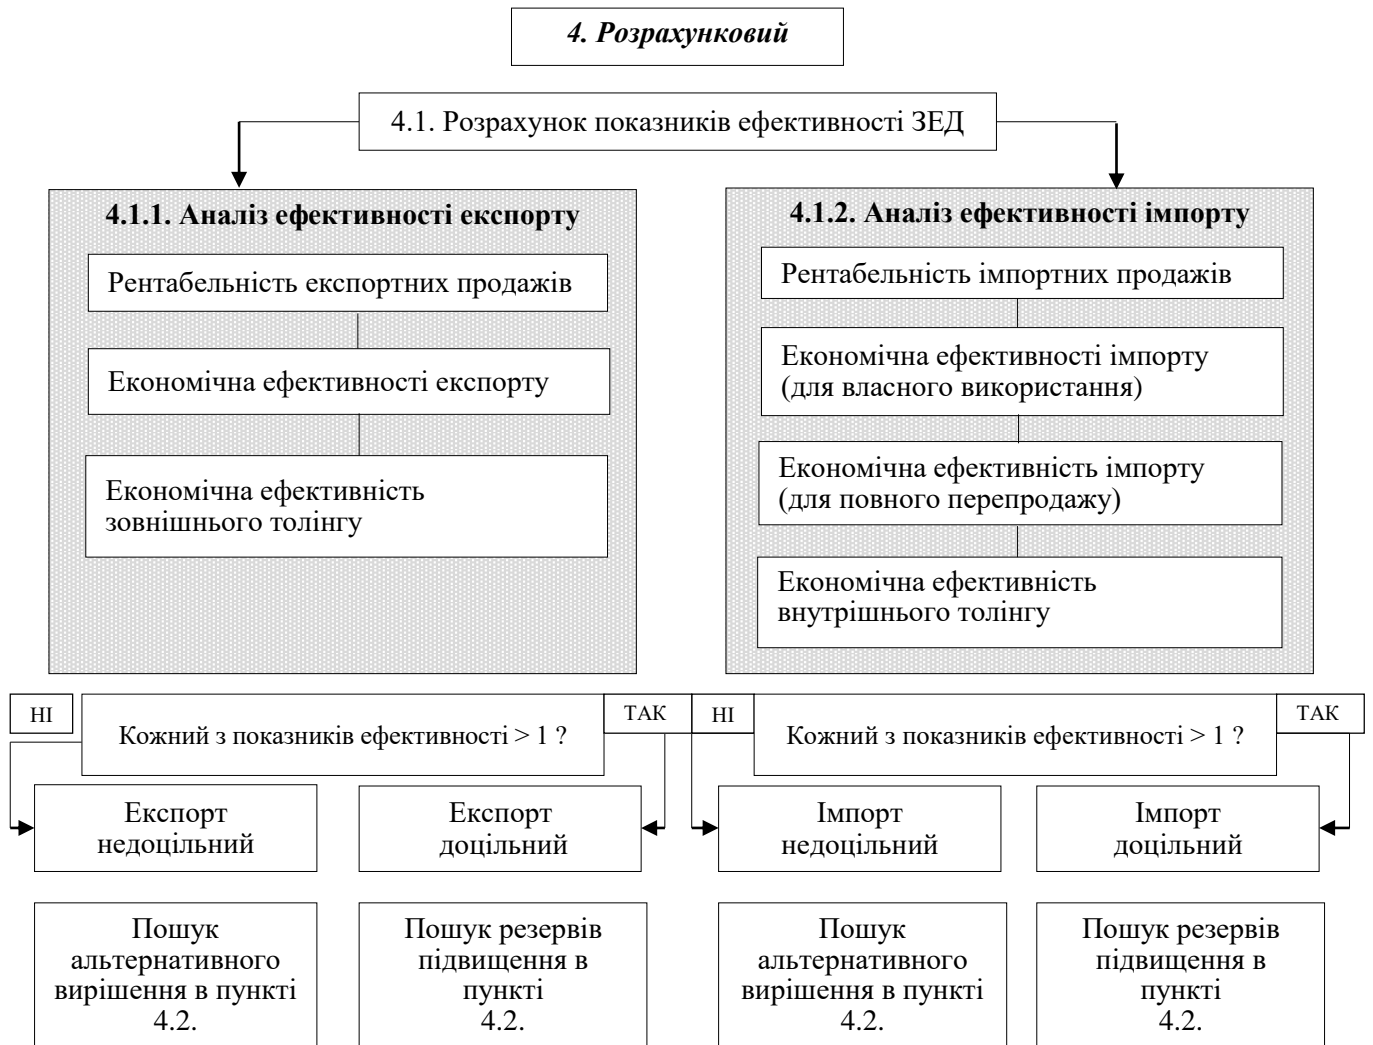 4. Розрахунковий
4.1. Розрахунок показників ефективності ЗЕД
4.1.1. Аналіз ефективності експорту
Рентабельність експортних продажів
Економічна ефективності експорту
Економічна ефективність
зовнішнього толінгу
4.1.2. Аналіз ефективності імпорту
Рентабельність імпортних продажів
Економічна ефективності імпорту
(для власного використання)
Економічна ефективність імпорту
(для повного перепродажу)
Економічна ефективність
внутрішнього толінгу
НІ
Кожний з показників ефективності > 1 ?
ТАК
НІ
Кожний з показників ефективності > 1 ?
ТАК
Експорт
недоцільний
Експорт
доцільний
Імпорт
недоцільний
Імпорт
доцільний
Пошук
альтернативного
вирішення в пункті
4.2.
Пошук резервів
підвищення в
пункті
4.2.
Пошук
альтернативного
вирішення в пункті
4.2.
Пошук резервів
підвищення в
пункті
4.2.